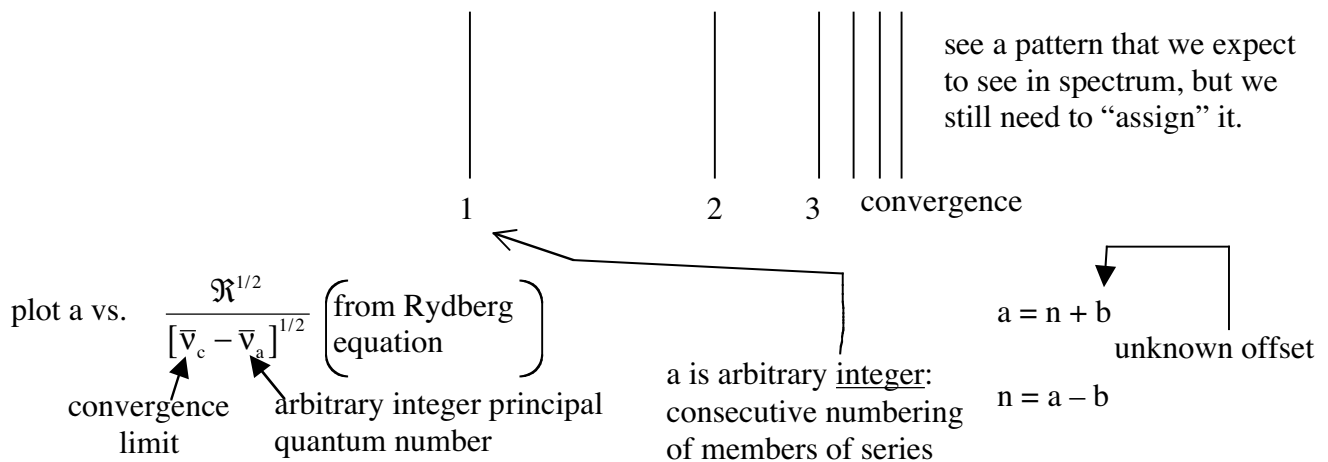 see a pattern that we expect
to see in spectrum, but we
still need to “assign” it.
1 2 3 convergence
plot a vs. ℜ^{1/2} / [ν̄_c − ν̄_a]^{1/2} (from Rydberg
equation)
convergence
limit
arbitrary integer principal
quantum number
a is arbitrary integer:
consecutive numbering
of members of series
a = n + b
unknown offset
n = a – b